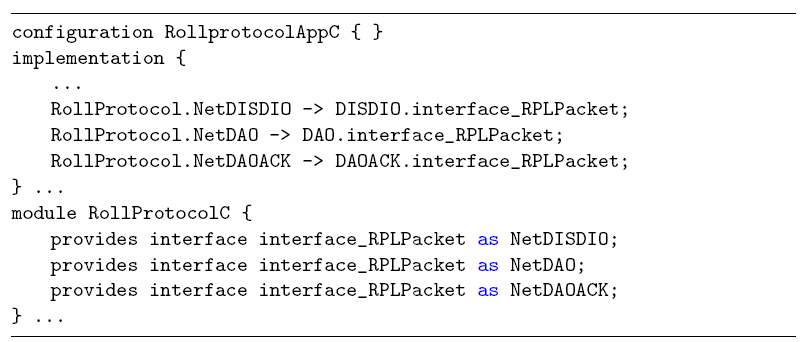 configuration RollprotocolAppC { }
implementation {
...
RollProtocol.NetDISDIO -> DISDIO.interface_RPLPacket;
RollProtocol.NetDAO -> DAO.interface_RPLPacket;
RollProtocol.NetDAOACK -> DAOACK.interface_RPLPacket;
} ...
module RollProtocolC {
provides interface interface_RPLPacket as NetDISDIO;
provides interface interface_RPLPacket as NetDAO;
provides interface interface_RPLPacket as NetDAOACK;
} ...